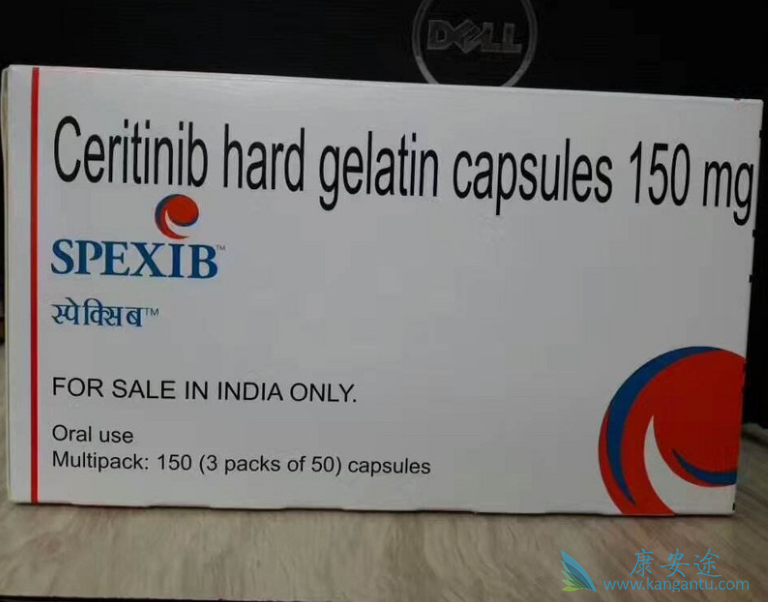 DELL
Ceritinib hard gelatin capsules 150 mg
SPEXIB™
स्पेक्सिब™
FOR SALE IN INDIA ONLY.
Oral use
Multipack: 150 (3 packs of 50) capsules
康安途
www.kangantu.com